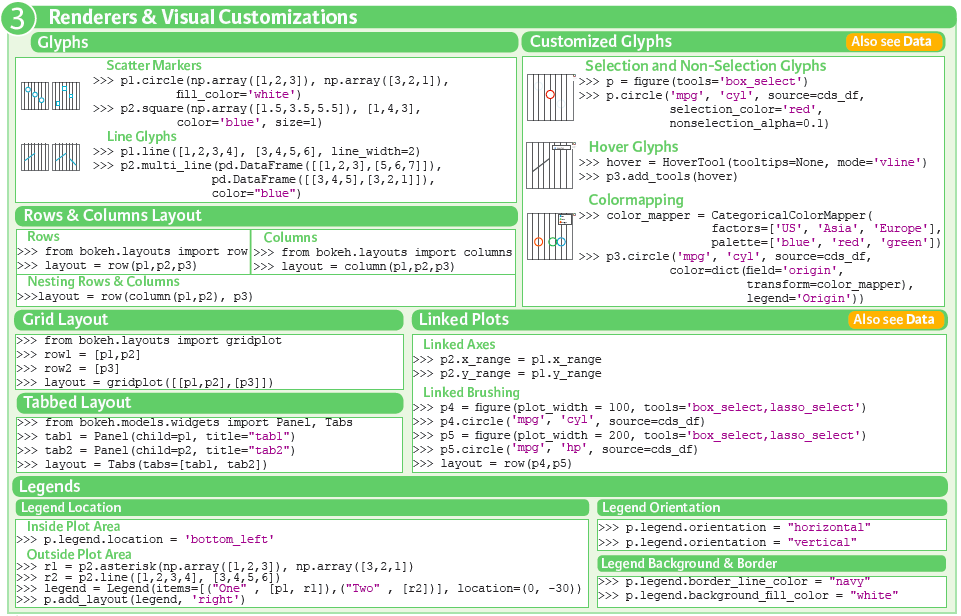 3 Renderers & Visual Customizations
Glyphs
Scatter Markers
>>> p1.circle(np.array([1,2,3]), np.array([3,2,1]),
fill_color='white')
>>> p2.square(np.array([1.5,3.5,5.5]), [1,4,3],
color='blue', size=1)
Line Glyphs
>>> p1.line([1,2,3,4], [3,4,5,6], line_width=2)
>>> p2.multi_line(pd.DataFrame([[1,2,3],[5,6,7]]),
pd.DataFrame([[3,4,5],[3,2,1]]),
color="blue")
Customized Glyphs Also see Data
Selection and Non-Selection Glyphs
>>> p = figure(tools='box_select')
>>> p.circle('mpg', 'cyl', source=cds_df,
selection_color='red',
nonselection_alpha=0.1)
Hover Glyphs
>>> hover = HoverTool(tooltips=None, mode='vline')
>>> p3.add_tools(hover)
Colormapping
>>> color_mapper = CategoricalColorMapper(
factors=['US', 'Asia', 'Europe'],
palette=['blue', 'red', 'green'])
>>> p3.circle('mpg', 'cyl', source=cds_df,
color=dict(field='origin',
transform=color_mapper),
legend='Origin'))
Rows & Columns Layout
Rows
>>> from bokeh.layouts import row
>>> layout = row(p1,p2,p3)
Columns
>>> from bokeh.layouts import columns
>>> layout = column(p1,p2,p3)
Nesting Rows & Columns
>>>layout = row(column(p1,p2), p3)
Grid Layout
>>> from bokeh.layouts import gridplot
>>> row1 = [p1,p2]
>>> row2 = [p3]
>>> layout = gridplot([[p1,p2],[p3]])
Tabbed Layout
>>> from bokeh.models.widgets import Panel, Tabs
>>> tab1 = Panel(child=p1, title="tab1")
>>> tab2 = Panel(child=p2, title="tab2")
>>> layout = Tabs(tabs=[tab1, tab2])
Linked Plots Also see Data
Linked Axes
>>> p2.x_range = p1.x_range
>>> p2.y_range = p1.y_range
Linked Brushing
>>> p4 = figure(plot_width = 100, tools='box_select,lasso_select')
>>> p4.circle('mpg', 'cyl', source=cds_df)
>>> p5 = figure(plot_width = 200, tools='box_select,lasso_select')
>>> p5.circle('mpg', 'hp', source=cds_df)
>>> layout = row(p4,p5)
Legends
Legend Location
Inside Plot Area
>>> p.legend.location = 'bottom_left'
Outside Plot Area
>>> r1 = p2.asterisk(np.array([1,2,3]), np.array([3,2,1])
>>> r2 = p2.line([1,2,3,4], [3,4,5,6])
>>> legend = Legend(items=[("One" , [p1, r1]),("Two" , [r2])], location=(0, -30))
>>> p.add_layout(legend, 'right')
Legend Orientation
>>> p.legend.orientation = "horizontal"
>>> p.legend.orientation = "vertical"
Legend Background & Border
>>> p.legend.border_line_color = "navy"
>>> p.legend.background_fill_color = "white"